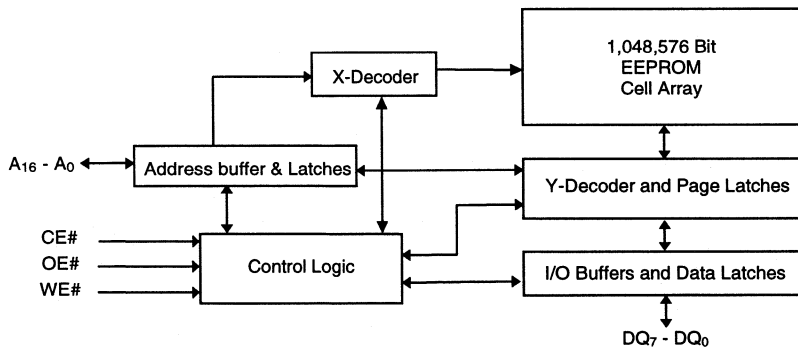 1,048,576 Bit
EEPROM
Cell Array
X-Decoder
A16 - A0
Address buffer & Latches
Y-Decoder and Page Latches
CE#
OE#
WE#
Control Logic
I/O Buffers and Data Latches
DQ7 - DQ0